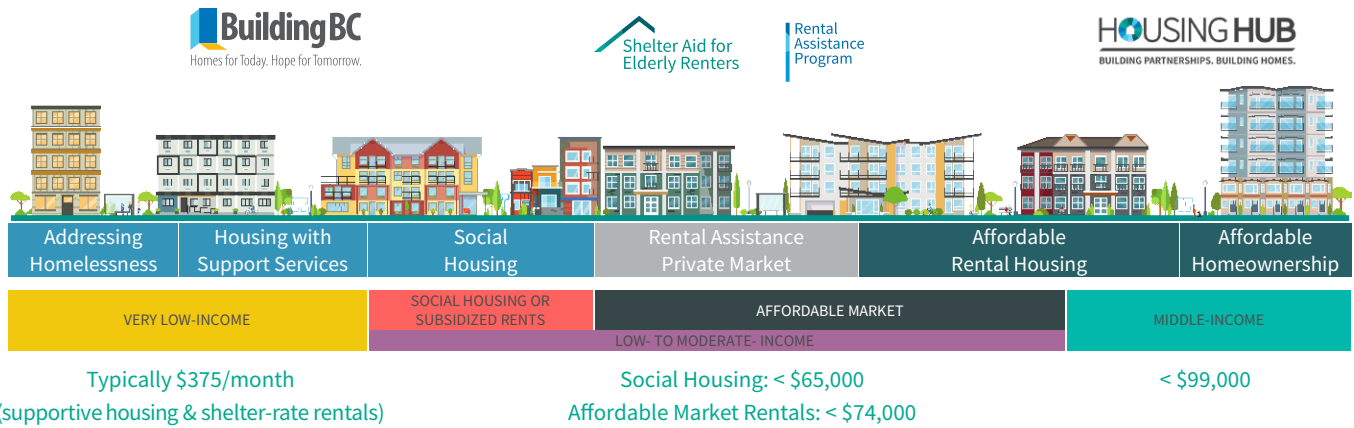 Building BC
Homes for Today. Hope for Tomorrow.
Shelter Aid for
Elderly Renters
Rental
Assistance
Program
HOUSING HUB
BUILDING PARTNERSHIPS. BUILDING HOMES.
Addressing
Homelessness
Housing with
Support Services
Social
Housing
Rental Assistance
Private Market
Affordable
Rental Housing
Affordable
Homeownership
VERY LOW-INCOME
SOCIAL HOUSING OR
SUBSIDIZED RENTS
AFFORDABLE MARKET
LOW- TO MODERATE- INCOME
MIDDLE-INCOME
Typically $375/month
(supportive housing & shelter-rate rentals)
Social Housing: < $65,000
Affordable Market Rentals: < $74,000
< $99,000